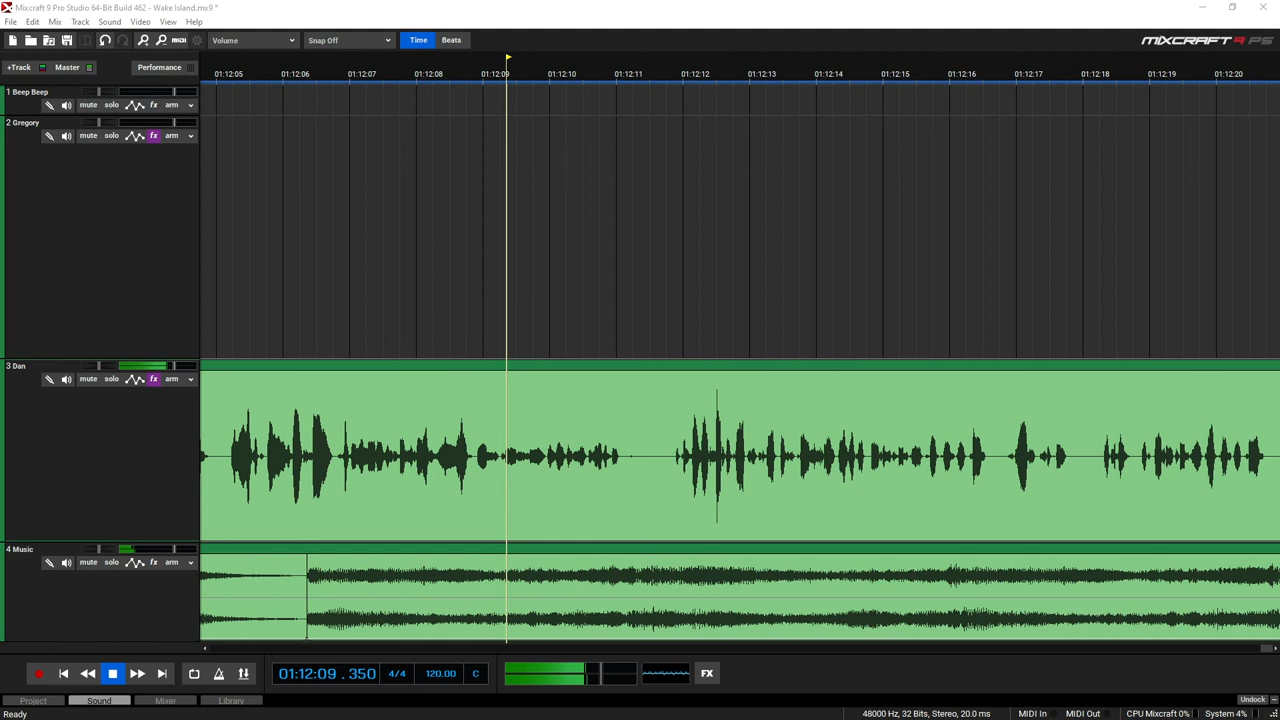 Mixcraft 9 Pro Studio 64-Bit Build 462 - Wake Island.mx9 *
File Edit Mix Track Sound Video View Help
MIDI Volume Snap Off Time Beats MIXCRAFT 9 PS
+Track Master Performance
01:12:05 01:12:06 01:12:07 01:12:08 01:12:09 01:12:10 01:12:11 01:12:12 01:12:13 01:12:14 01:12:15 01:12:16 01:12:17 01:12:18 01:12:19 01:12:20
1 Beep Beep
mute solo fx arm
2 Gregory
mute solo fx arm
3 Dan
mute solo fx arm
4 Music
mute solo fx arm
01:12:09 .350 4/4 120.00 C FX
Project Sound Mixer Library Undock
Ready 48000 Hz, 32 Bits, Stereo, 20.0 ms MIDI In MIDI Out CPU Mixcraft 0% System 4%